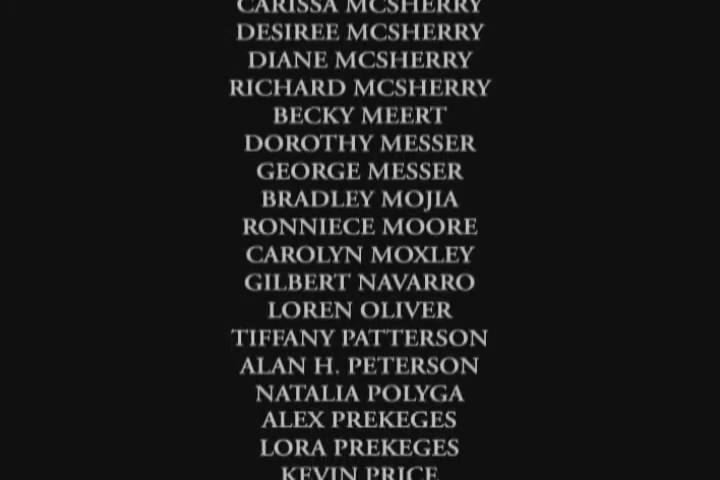 CARISSA MCSHERRY
DESIREE MCSHERRY
DIANE MCSHERRY
RICHARD MCSHERRY
BECKY MEERT
DOROTHY MESSER
GEORGE MESSER
BRADLEY MOJIA
RONNIECE MOORE
CAROLYN MOXLEY
GILBERT NAVARRO
LOREN OLIVER
TIFFANY PATTERSON
ALAN H. PETERSON
NATALIA POLYGA
ALEX PREKEGES
LORA PREKEGES
KEVIN PRICE